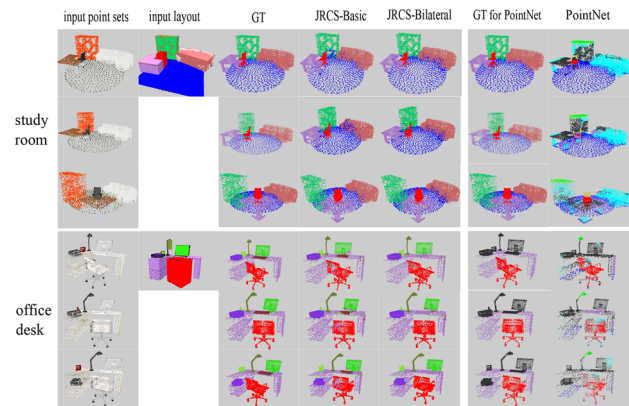 input point sets input layout GT JRCS-Basic JRCS-Bilateral GT for PointNet PointNet
study
room
office
desk